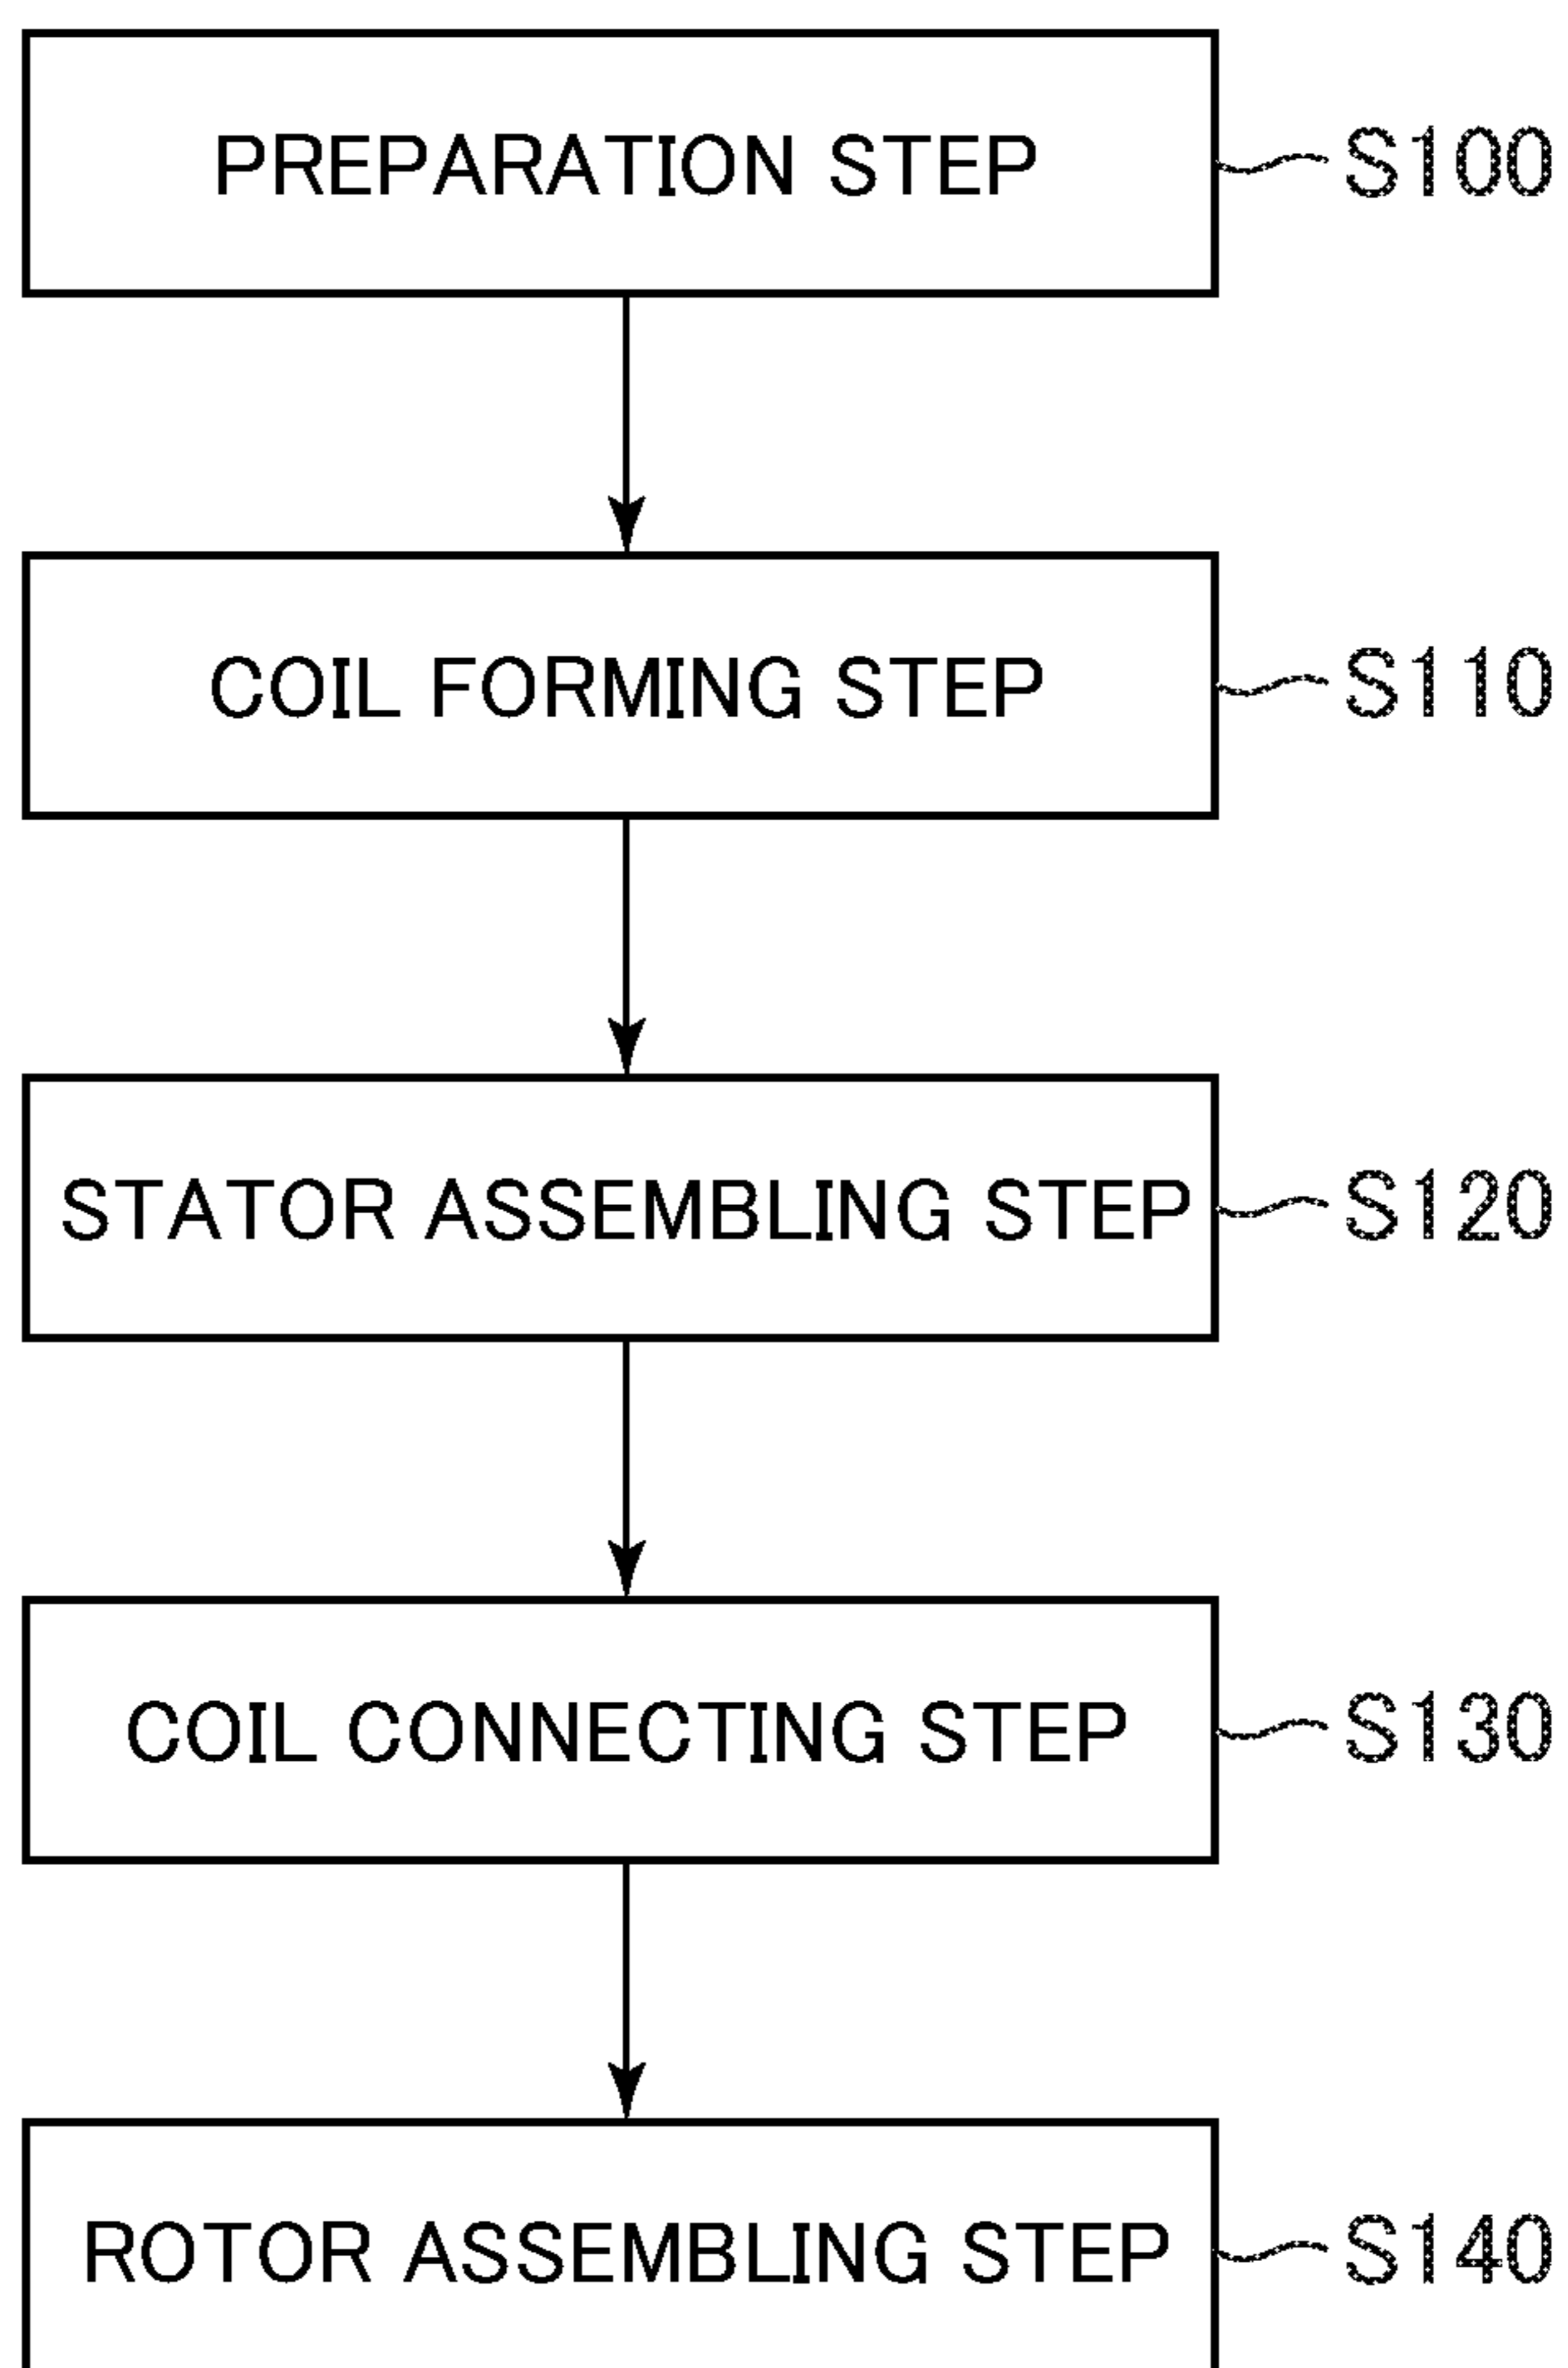 PREPARATION STEP S100
COIL FORMING STEP S110
STATOR ASSEMBLING STEP S120
COIL CONNECTING STEP S130
ROTOR ASSEMBLING STEP S140